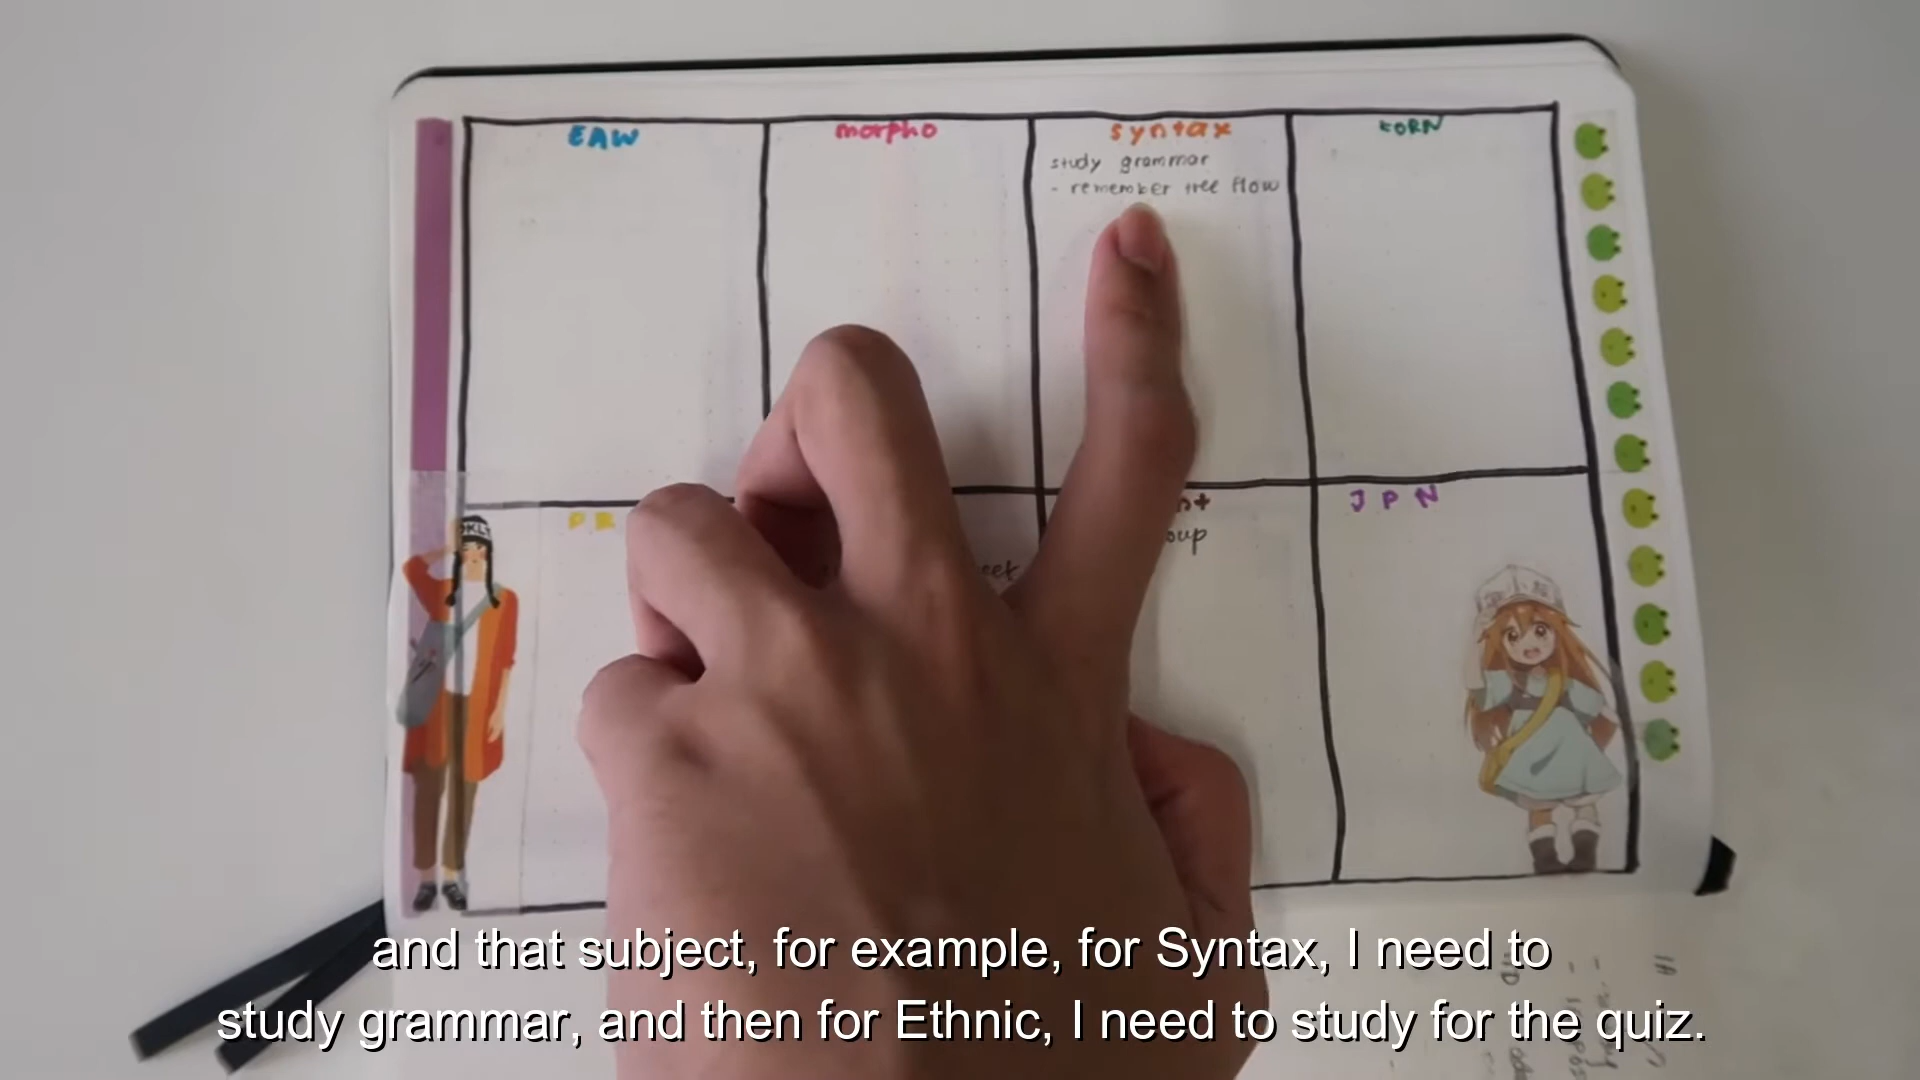 EAW
morpho
syntax
KORN
study grammar
- remember tree flow
JPN
oup
and that subject, for example, for Syntax, I need to
study grammar, and then for Ethnic, I need to study for the quiz.